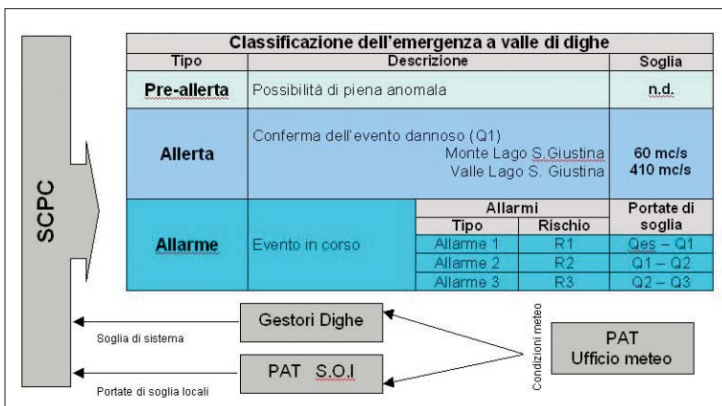 Classificazione dell'emergenza a valle di dighe
Tipo Descrizione Soglia
Pre-allerta Possibilità di piena anomala n.d.
Allerta Conferma dell'evento dannoso (Q1)
Monte Lago S.Giustina 60 mc/s
Valle Lago S. Giustina 410 mc/s
Allarme Evento in corso
Allarmi Portate di soglia
Tipo Rischio
Allarme 1 R1 Qes – Q1
Allarme 2 R2 Q1 – Q2
Allarme 3 R3 Q2 – Q3
SCPC
Gestori Dighe
Soglia di sistema
PAT S.O.I
Portate di soglia locali
Condizioni meteo
PAT
Ufficio meteo